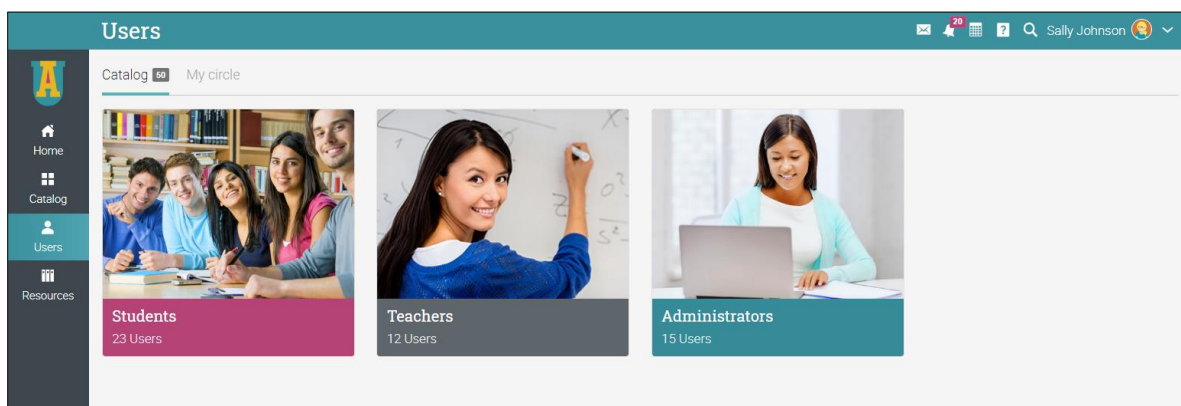 Users
20
? Sally Johnson
A
Catalog 50 My circle
Home
Catalog
Users
Resources
Students
23 Users
Teachers
12 Users
Administrators
15 Users